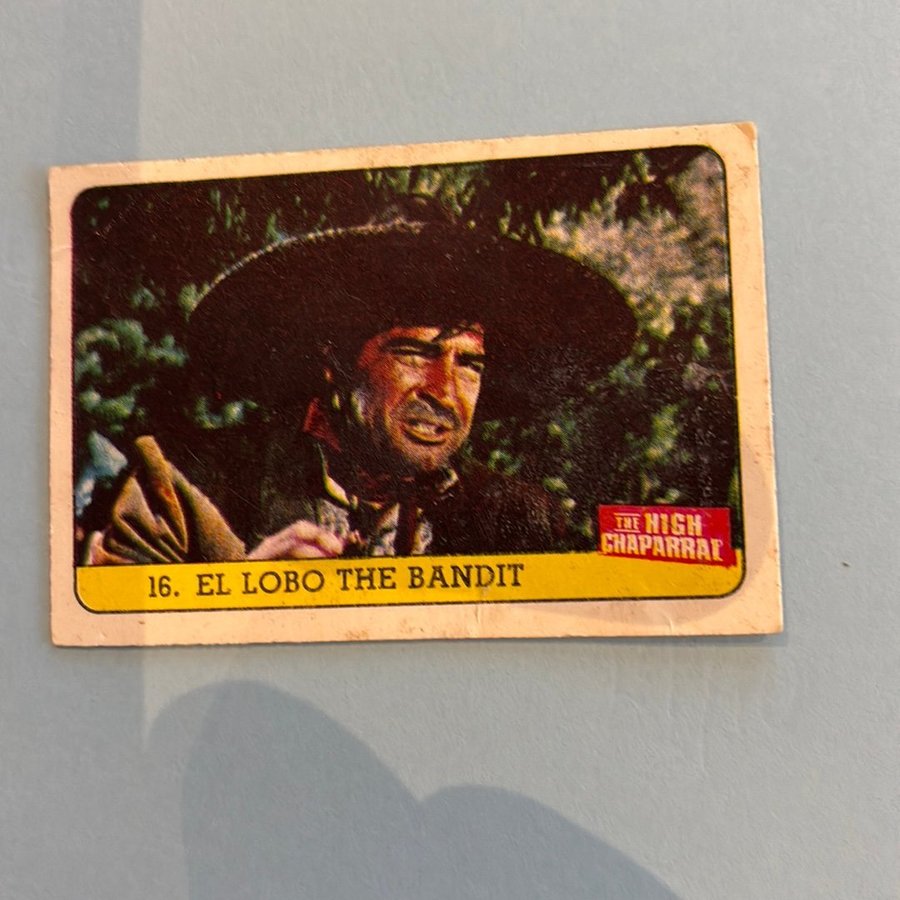 THE HIGH
CHAPARRAL
16. EL LOBO THE BANDIT